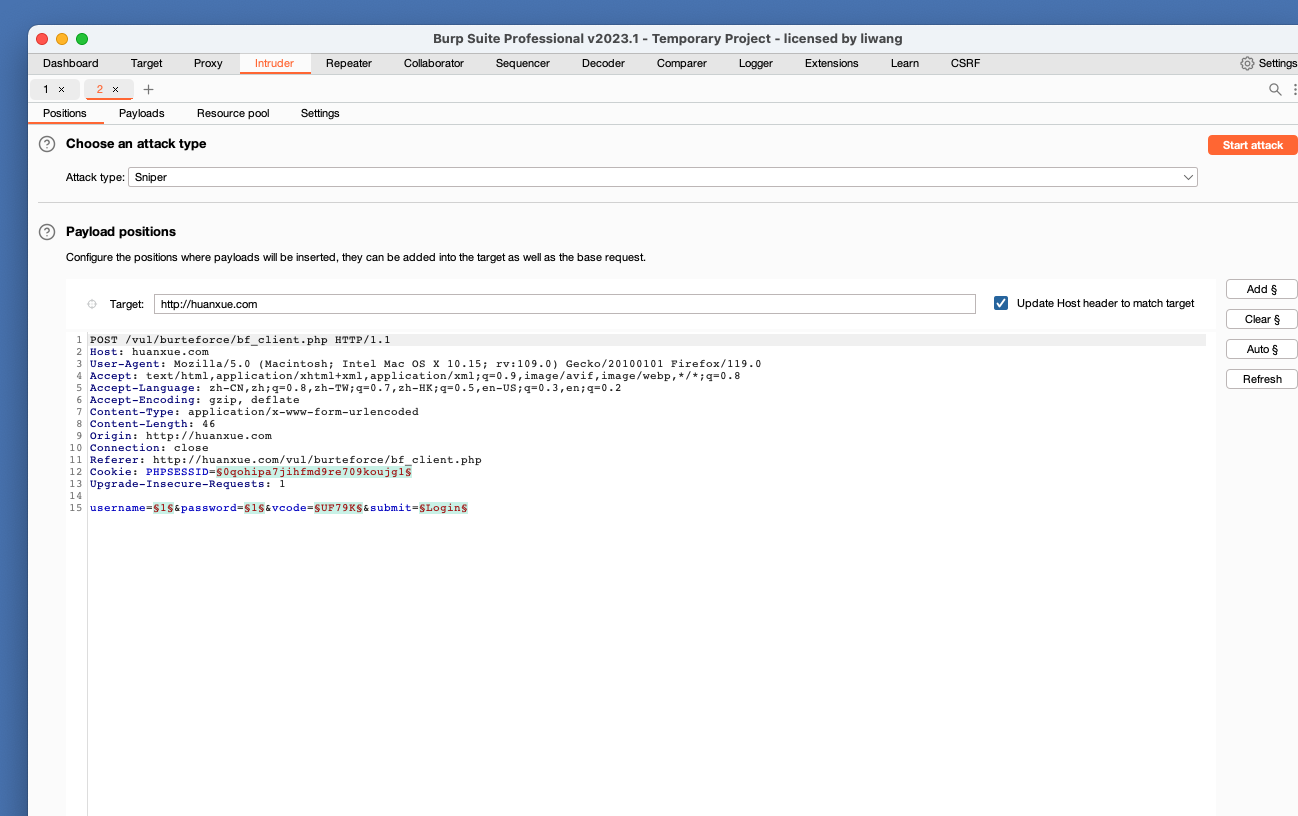 Burp Suite Professional v2023.1 - Temporary Project - licensed by liwang
Dashboard Target Proxy Intruder Repeater Collaborator Sequencer Decoder Comparer Logger Extensions Learn CSRF Settings
1 × 2 × +
Positions Payloads Resource pool Settings
? Choose an attack type
Start attack
Attack type: Sniper
? Payload positions
Configure the positions where payloads will be inserted, they can be added into the target as well as the base request.
Target: http://huanxue.com Update Host header to match target
Add §
Clear §
Auto §
Refresh
1 POST /vul/burteforce/bf_client.php HTTP/1.1
2 Host: huanxue.com
3 User-Agent: Mozilla/5.0 (Macintosh; Intel Mac OS X 10.15; rv:109.0) Gecko/20100101 Firefox/119.0
4 Accept: text/html,application/xhtml+xml,application/xml;q=0.9,image/avif,image/webp,*/*;q=0.8
5 Accept-Language: zh-CN,zh;q=0.8,zh-TW;q=0.7,zh-HK;q=0.5,en-US;q=0.3,en;q=0.2
6 Accept-Encoding: gzip, deflate
7 Content-Type: application/x-www-form-urlencoded
8 Content-Length: 46
9 Origin: http://huanxue.com
10 Connection: close
11 Referer: http://huanxue.com/vul/burteforce/bf_client.php
12 Cookie: PHPSESSID=§0qohipa7jihfmd9re709koujg1§
13 Upgrade-Insecure-Requests: 1
14
15 username=§1§&password=§1§&vcode=§UF79K§&submit=§Login§